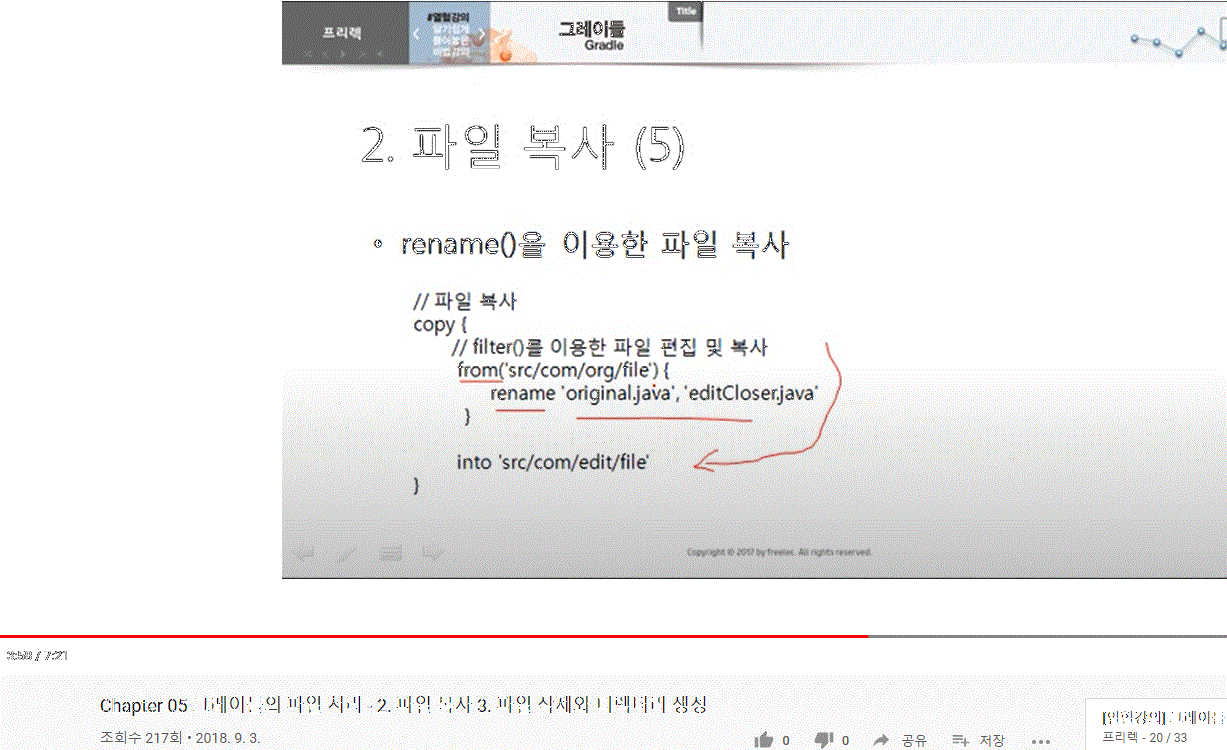 프리렉
#열혈강의
그레이들
Gradle
Title
2. 파일 복사 (5)
• rename()을 이용한 파일 복사
// 파일 복사
copy {
// filter()를 이용한 파일 편집 및 복사
from('src/com/org/file') {
rename 'original.java', 'editCloser.java'
}
into 'src/com/edit/file'
}
Copyright © 2017 by freelec. All rights reserved.
/ 7:21
Chapter 05 그레이들의 파일 처리 - 2. 파일 복사 3. 파일 삭제와 디렉터리 생성
조회수 217회 • 2018. 9. 3.
0
0
공유
저장
[열혈강의] 그레이들
프리렉 - 20 / 33